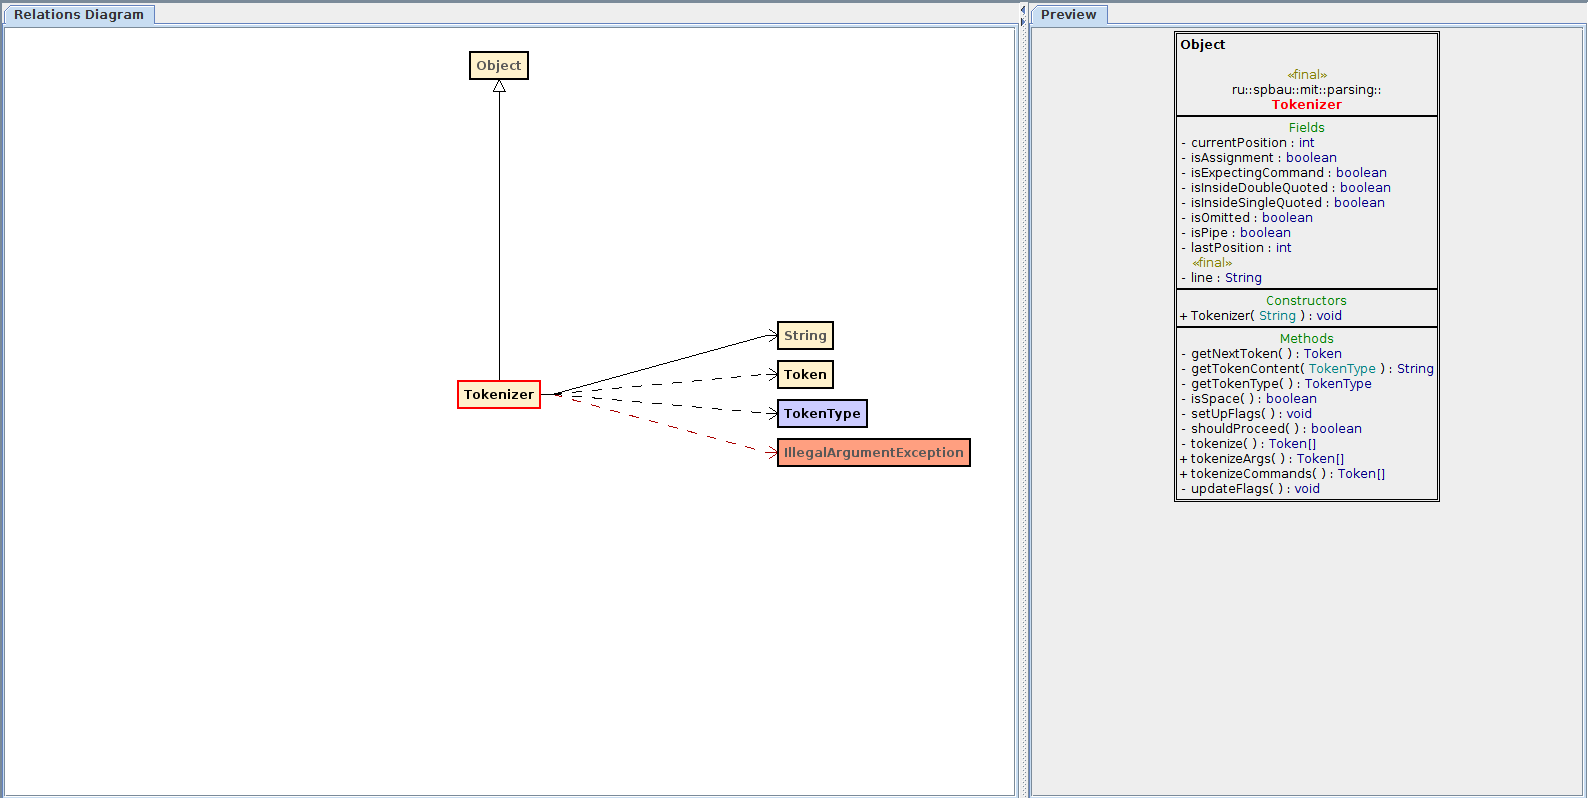 Relations Diagram
Object
String
Token
Tokenizer
TokenType
IllegalArgumentException
Preview
Object
«final»
ru::spbau::mit::parsing::
Tokenizer
Fields
- currentPosition : int
- isAssignment : boolean
- isExpectingCommand : boolean
- isInsideDoubleQuoted : boolean
- isInsideSingleQuoted : boolean
- isOmitted : boolean
- isPipe : boolean
- lastPosition : int
«final»
- line : String
Constructors
+ Tokenizer( String ) : void
Methods
- getNextToken( ) : Token
- getTokenContent( TokenType ) : String
- getTokenType( ) : TokenType
- isSpace( ) : boolean
- setUpFlags( ) : void
- shouldProceed( ) : boolean
- tokenize( ) : Token[]
+ tokenizeArgs( ) : Token[]
+ tokenizeCommands( ) : Token[]
- updateFlags( ) : void